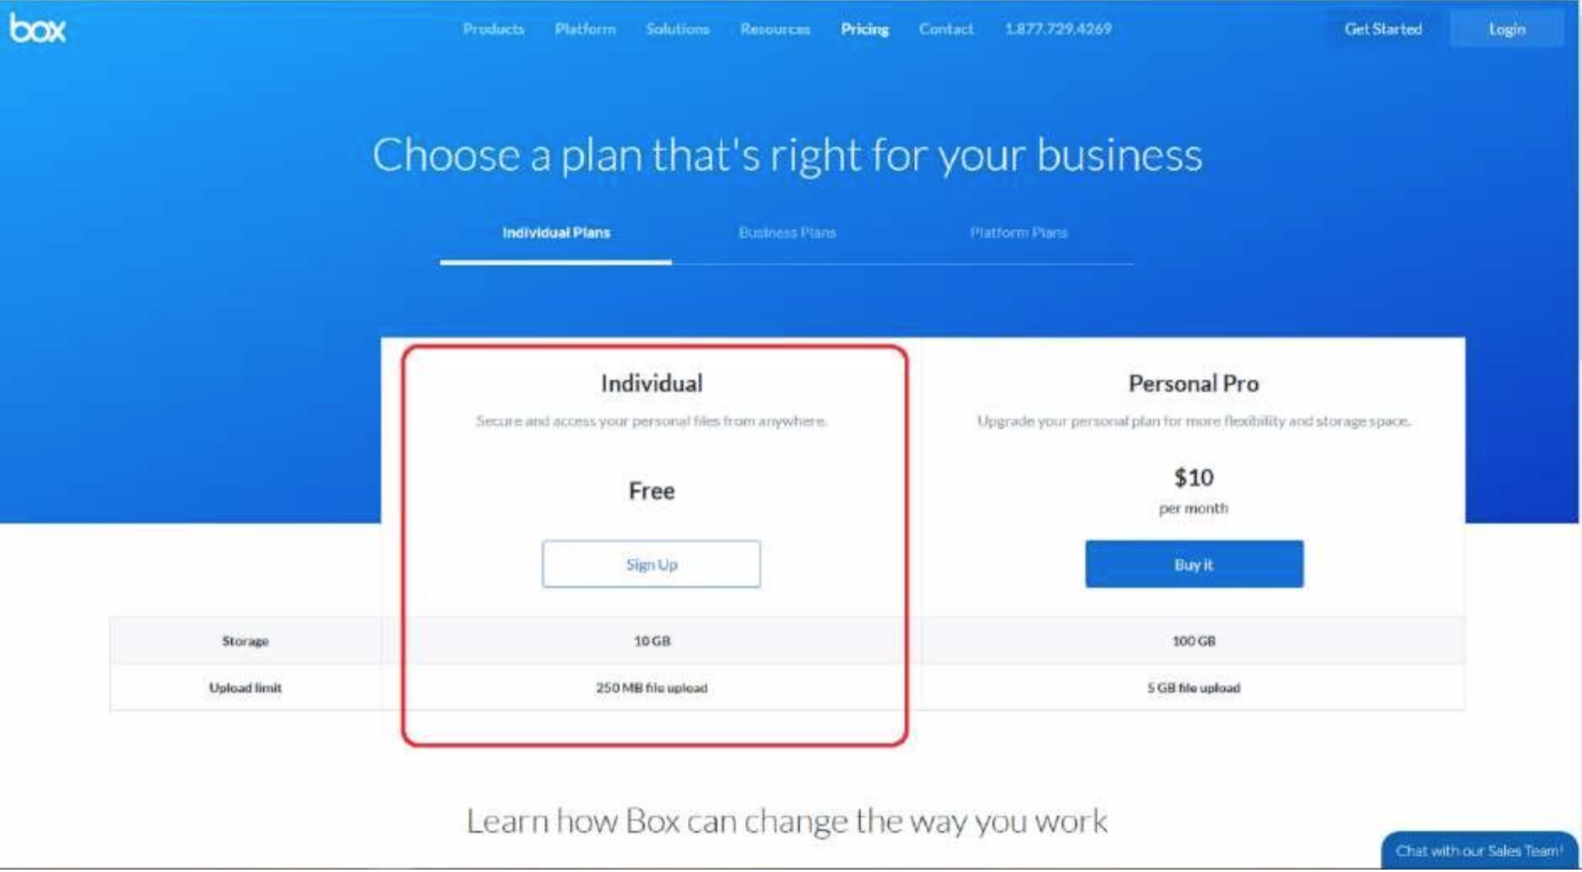 box
Products Platform Solutions Resources Pricing Contact 1.877.729.4269 Get Started Login
Choose a plan that's right for your business
Individual Plans Business Plans Platform Plans
Individual Personal Pro
Secure and access your personal files from anywhere. Upgrade your personal plan for more flexibility and storage space.
Free $10
per month
Sign Up Buy it
Storage 10 GB 100 GB
Upload limit 250 MB file upload 5 GB file upload
Learn how Box can change the way you work
Chat with our Sales Team!